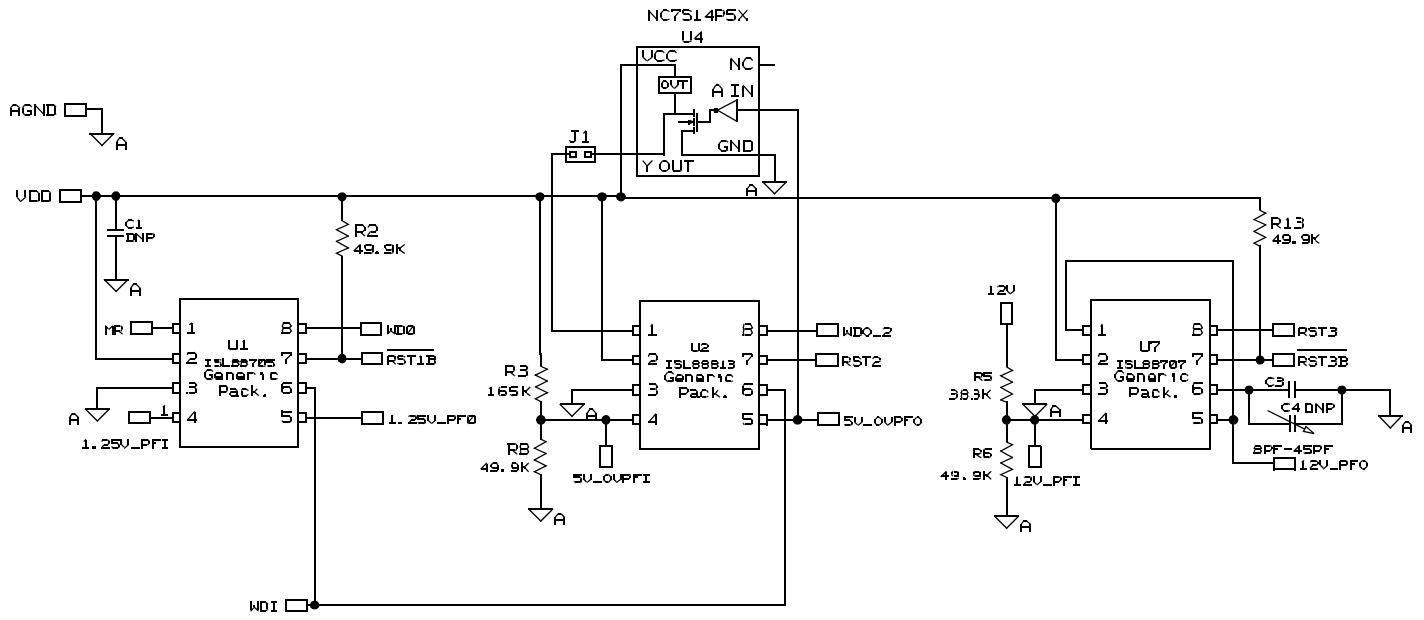 NC7S14P5X
U4
VCC
NC
OVT
A IN
AGND
A
J1
GND
Y OUT
A
VDD
C1
DNP
R2
49.9K
R13
49.9K
A
12V
MR
1
8
WDO
U1
2
ISL88705
7
RST1B
Generic
3
Pack.
6
A
1
4
5
1.25V_PFO
1.25V_PFI
1
8
WDO_2
U2
2
ISL88813
7
RST2
Generic
3
Pack.
6
R3
165K
A
4
5
5V_OVPFO
R8
49.9K
5V_OVPFI
A
1
8
RST3
U7
2
ISL88707
7
RST3B
Generic
3
Pack.
6
C3
R5
383K
A
4
5
C4 DNP
A
8PF-45PF
R6
49.9K
12V_PFI
12V_PFO
A
WDI